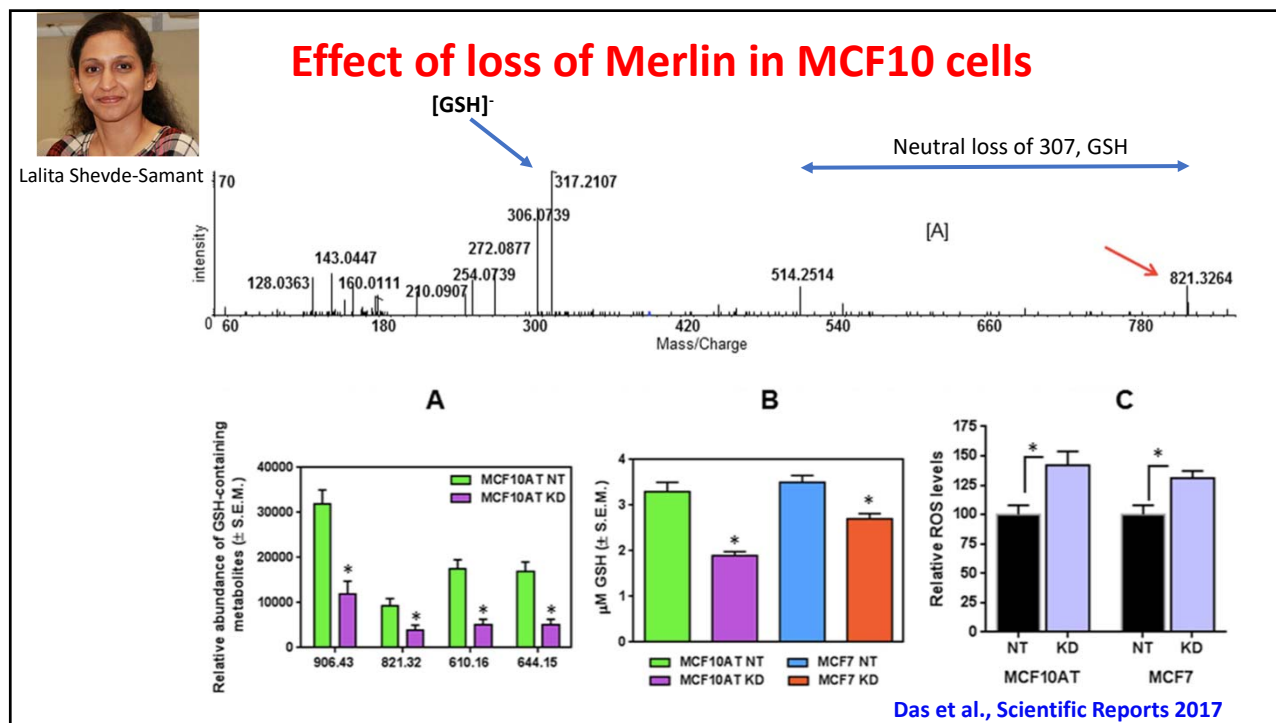 Effect of loss of Merlin in MCF10 cells
Lalita Shevde-Samant
[GSH]-
Neutral loss of 307, GSH
70
317.2107
306.0739
[A]
272.0877
143.0447
254.0739
821.3264
128.0363
160.0111
210.0907
514.2514
intensity
0 60 180 300 420 540 660 780
Mass/Charge
A
Relative abundance of GSH-containing
metabolites (± S.E.M.)
40000
30000
20000
10000
0
MCF10AT NT
MCF10AT KD
* * * *
906.43 821.32 610.16 644.15
B
µM GSH (± S.E.M.)
4
3
2
1
0
* *
MCF10AT NT MCF7 NT
MCF10AT KD MCF7 KD
C
Relative ROS levels
175
150
125
100
75
50
25
0
* *
NT KD NT KD
MCF10AT MCF7
Das et al., Scientific Reports 2017